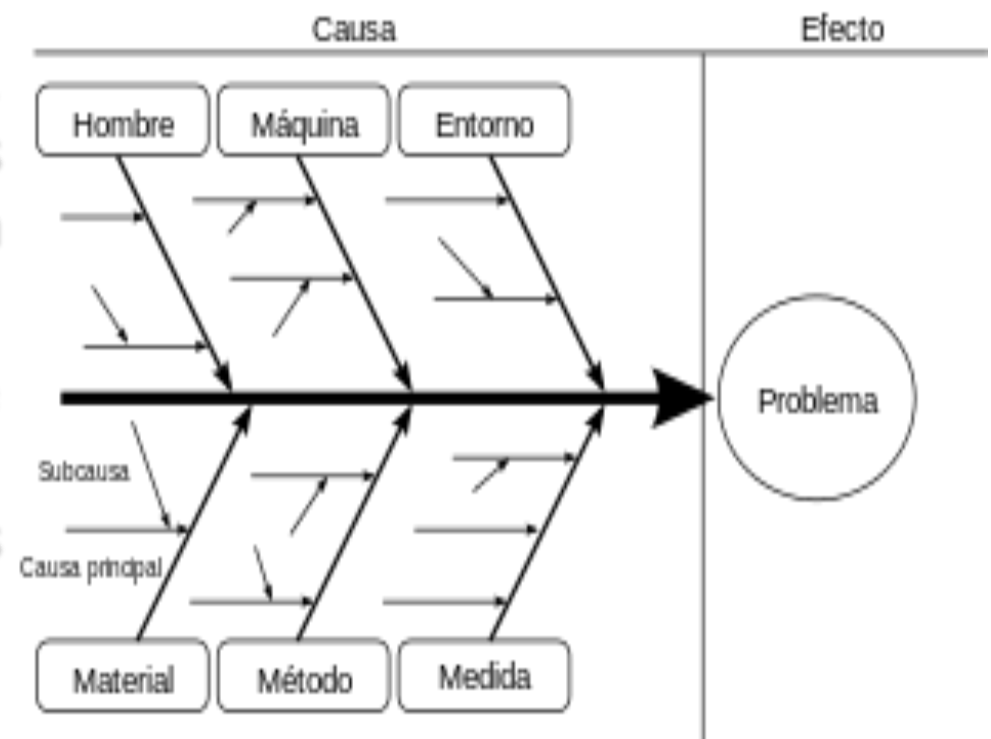 Causa
Efecto
Hombre
Máquina
Entorno
Problema
Subcausa
Causa principal
Material
Método
Medida